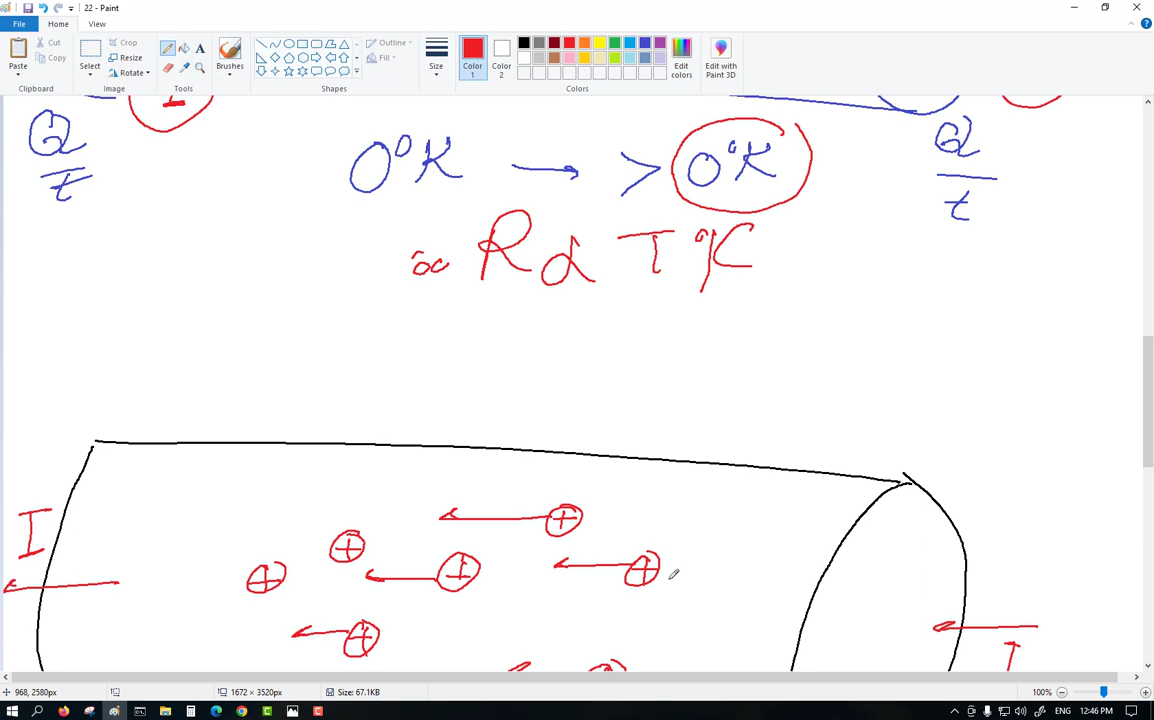 22 - Paint
File Home View
Paste
Cut
Copy
Clipboard
Select
Crop
Resize
Rotate
Image
A
Tools
Brushes
Outline
Fill
Shapes
Size
Color 1
Color 2
Edit colors
Edit with Paint 3D
Colors
I
Q
t
0°K → > 0°K
Q
t
R α T °K
+
+
+
+
+
+
I
I
968, 2580px
1672 × 3520px
Size: 67.1KB
100%
ENG 12:46 PM